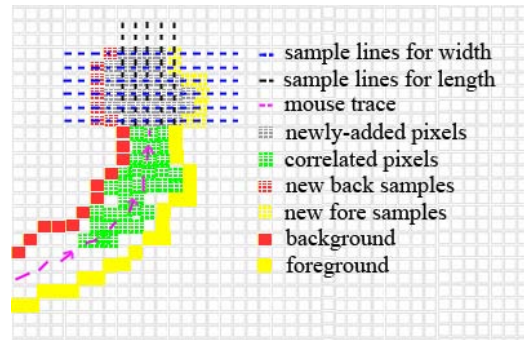 sample lines for width
sample lines for length
mouse trace
newly-added pixels
correlated pixels
new back samples
new fore samples
background
foreground